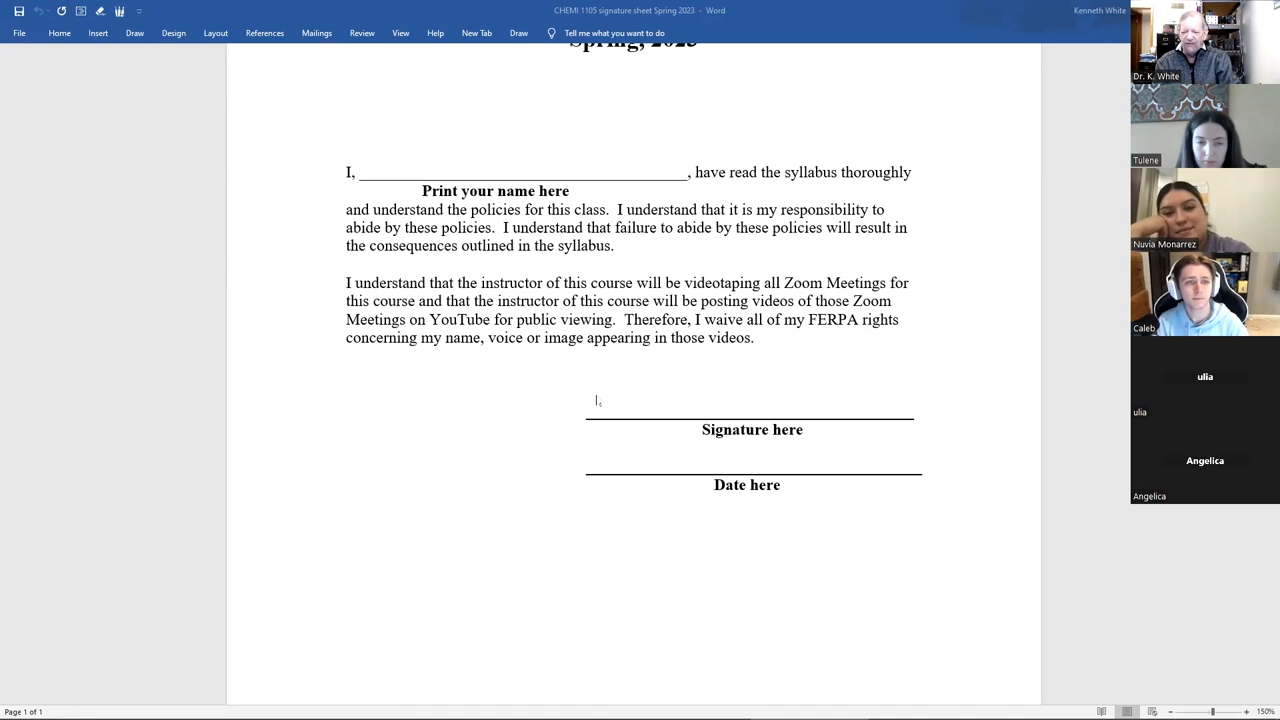 CHEMI 1105 signature sheet Spring 2023 - Word
Kenneth White
File Home Insert Draw Design Layout References Mailings Review View Help New Tab Draw Tell me what you want to do
Spring, 2023
I, _________________________________________, have read the syllabus thoroughly
Print your name here
and understand the policies for this class. I understand that it is my responsibility to
abide by these policies. I understand that failure to abide by these policies will result in
the consequences outlined in the syllabus.
I understand that the instructor of this course will be videotaping all Zoom Meetings for
this course and that the instructor of this course will be posting videos of those Zoom
Meetings on YouTube for public viewing. Therefore, I waive all of my FERPA rights
concerning my name, voice or image appearing in those videos.
Signature here
Date here
Dr. K. White
Tulene
Nuvia Monarrez
Caleb
ulia
ulia
Angelica
Angelica
Page 1 of 1
150%